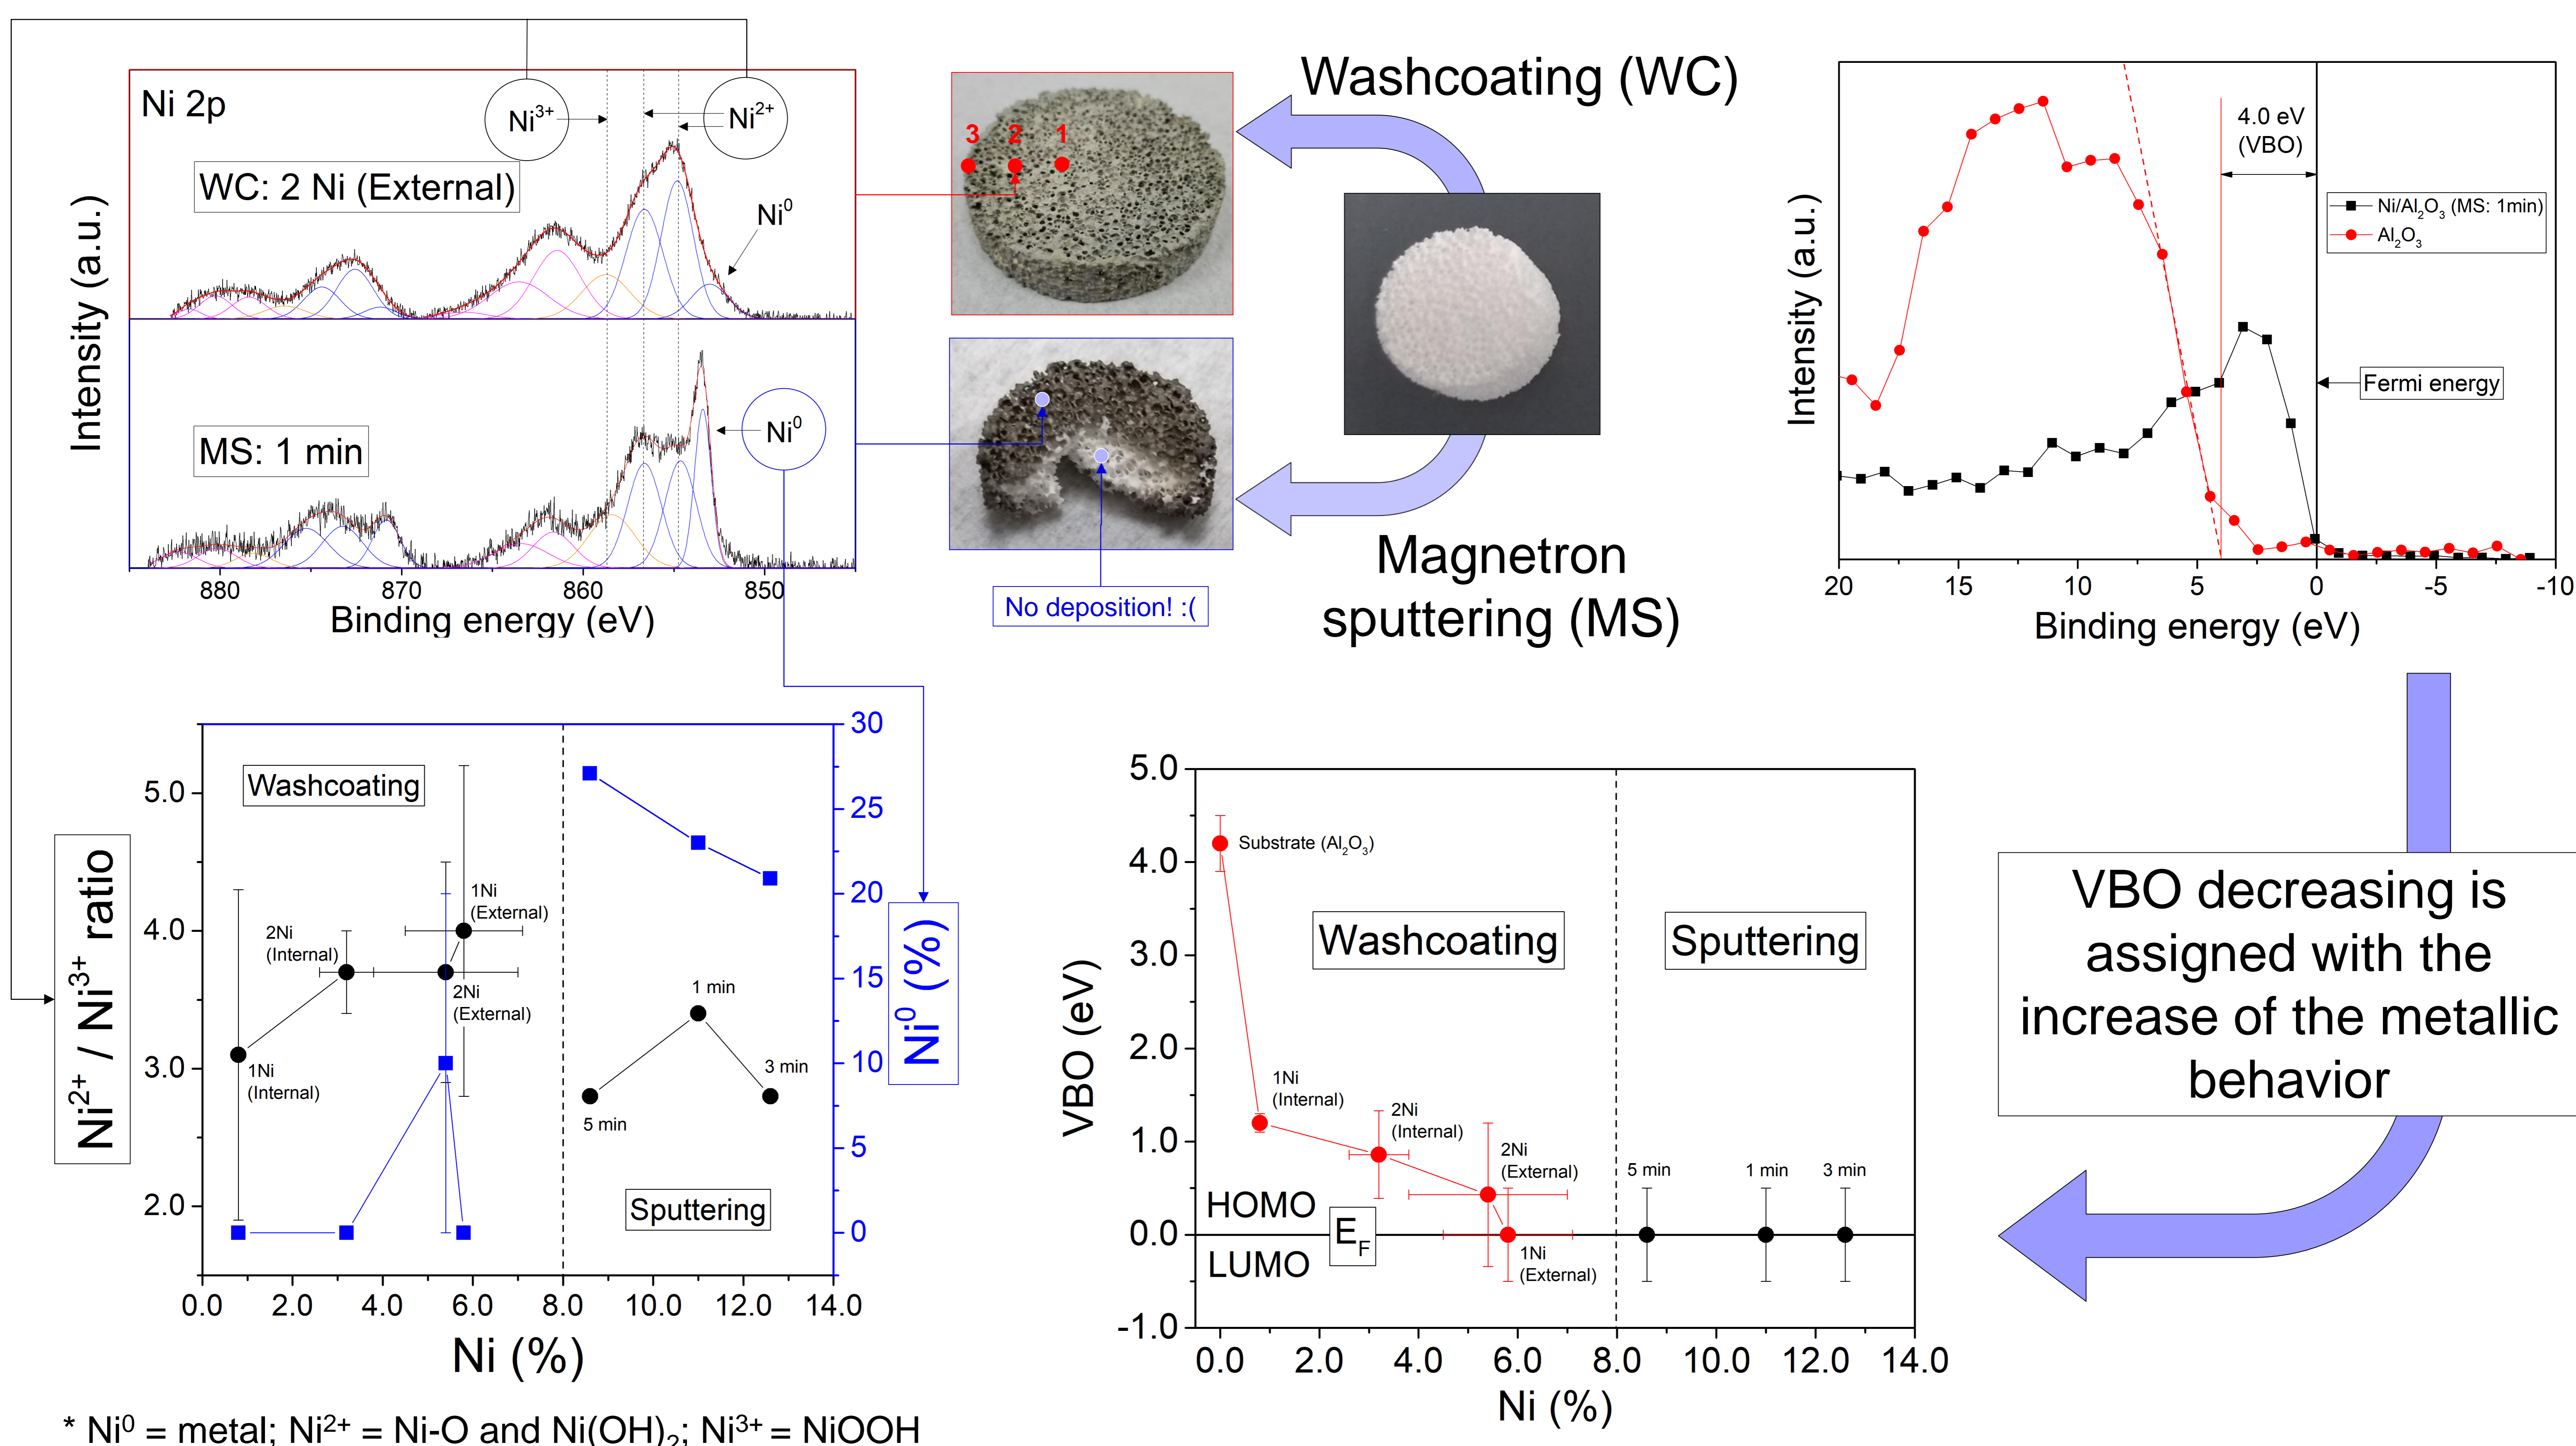 Ni 2p
Ni3+
Ni2+
WC: 2 Ni (External)
Ni0
MS: 1 min
Ni0
Intensity (a.u.)
880 870 860 850
Binding energy (eV)
3 2 1
No deposition! :(
Washcoating (WC)
Magnetron
sputtering (MS)
4.0 eV
(VBO)
Ni/Al2O3 (MS: 1min)
Al2O3
Fermi energy
Intensity (a.u.)
20 15 10 5 0 -5 -10
Binding energy (eV)
Ni2+ / Ni3+ ratio
5.0
4.0
3.0
2.0
Washcoating
1Ni
(External)
2Ni
(Internal)
2Ni
(External)
1Ni
(Internal)
1 min
3 min
5 min
Sputtering
30
25
20
15
10
5
0
Ni0 (%)
0.0 2.0 4.0 6.0 8.0 10.0 12.0 14.0
Ni (%)
* Ni0 = metal; Ni2+ = Ni-O and Ni(OH)2; Ni3+ = NiOOH
VBO (eV)
5.0
4.0
3.0
2.0
1.0
0.0
-1.0
Substrate (Al2O3)
Washcoating
Sputtering
1Ni
(Internal)
2Ni
(Internal)
2Ni
(External)
5 min 1 min 3 min
HOMO
EF
LUMO
1Ni
(External)
0.0 2.0 4.0 6.0 8.0 10.0 12.0 14.0
Ni (%)
VBO decreasing is
assigned with the
increase of the metallic
behavior